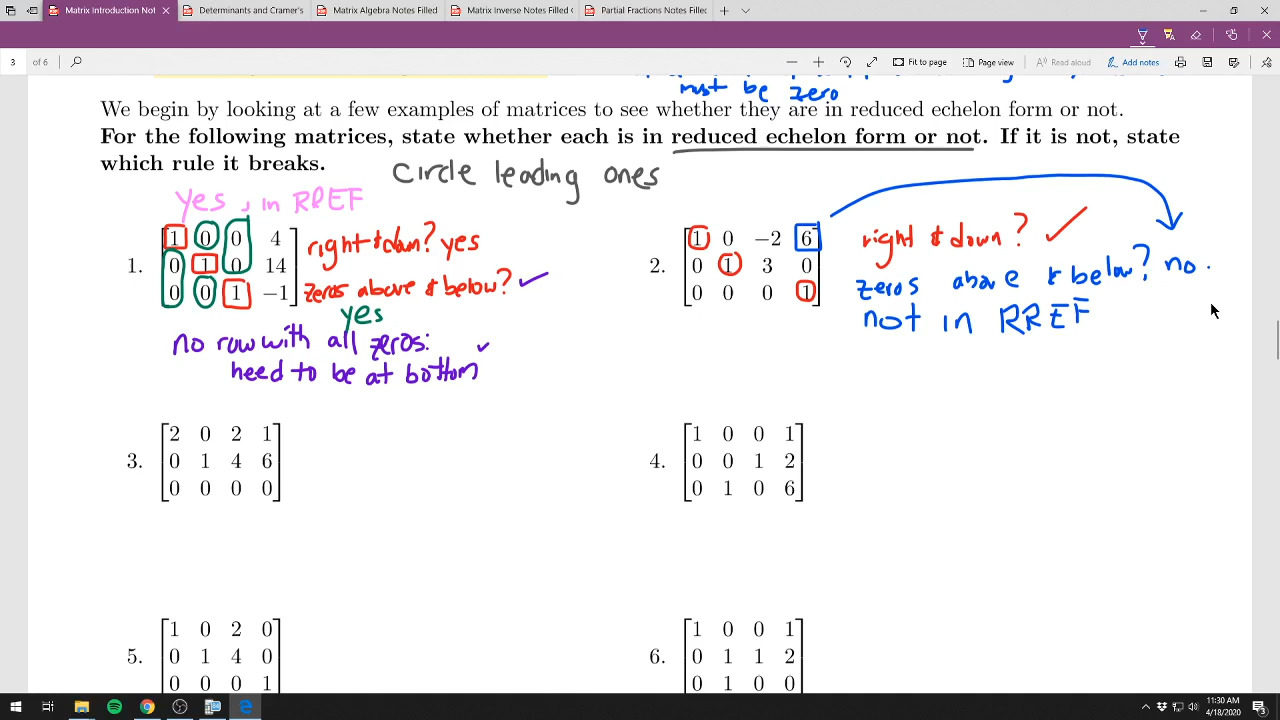 Matrix Introduction Not
Determinants and Cramer's
Matrix Algebra Notes Filled
Matrix Inverse Notes Filled
Partial Fractions Notes Filled
3 of 6
Fit to page
Page view
Read aloud
Add notes
must be zero
We begin by looking at a few examples of matrices to see whether they are in reduced echelon form or not.
For the following matrices, state whether each is in reduced echelon form or not. If it is not, state
which rule it breaks.
Circle leading ones
Yes, in RREF
1.
1 0 0 4
0 1 0 14
0 0 1 −1
right & down? yes
zeros above & below?
yes
no row with all zeros:
need to be at bottom
2.
1 0 −2 6
0 1 3 0
0 0 0 1
right & down?
zeros above & below? no.
not in RREF
3.
2 0 2 1
0 1 4 6
0 0 0 0
4.
1 0 0 1
0 0 1 2
0 1 0 6
5.
1 0 2 0
0 1 4 0
0 0 0 1
6.
1 0 0 1
0 1 1 2
0 1 0 0
11:30 AM
4/18/2020